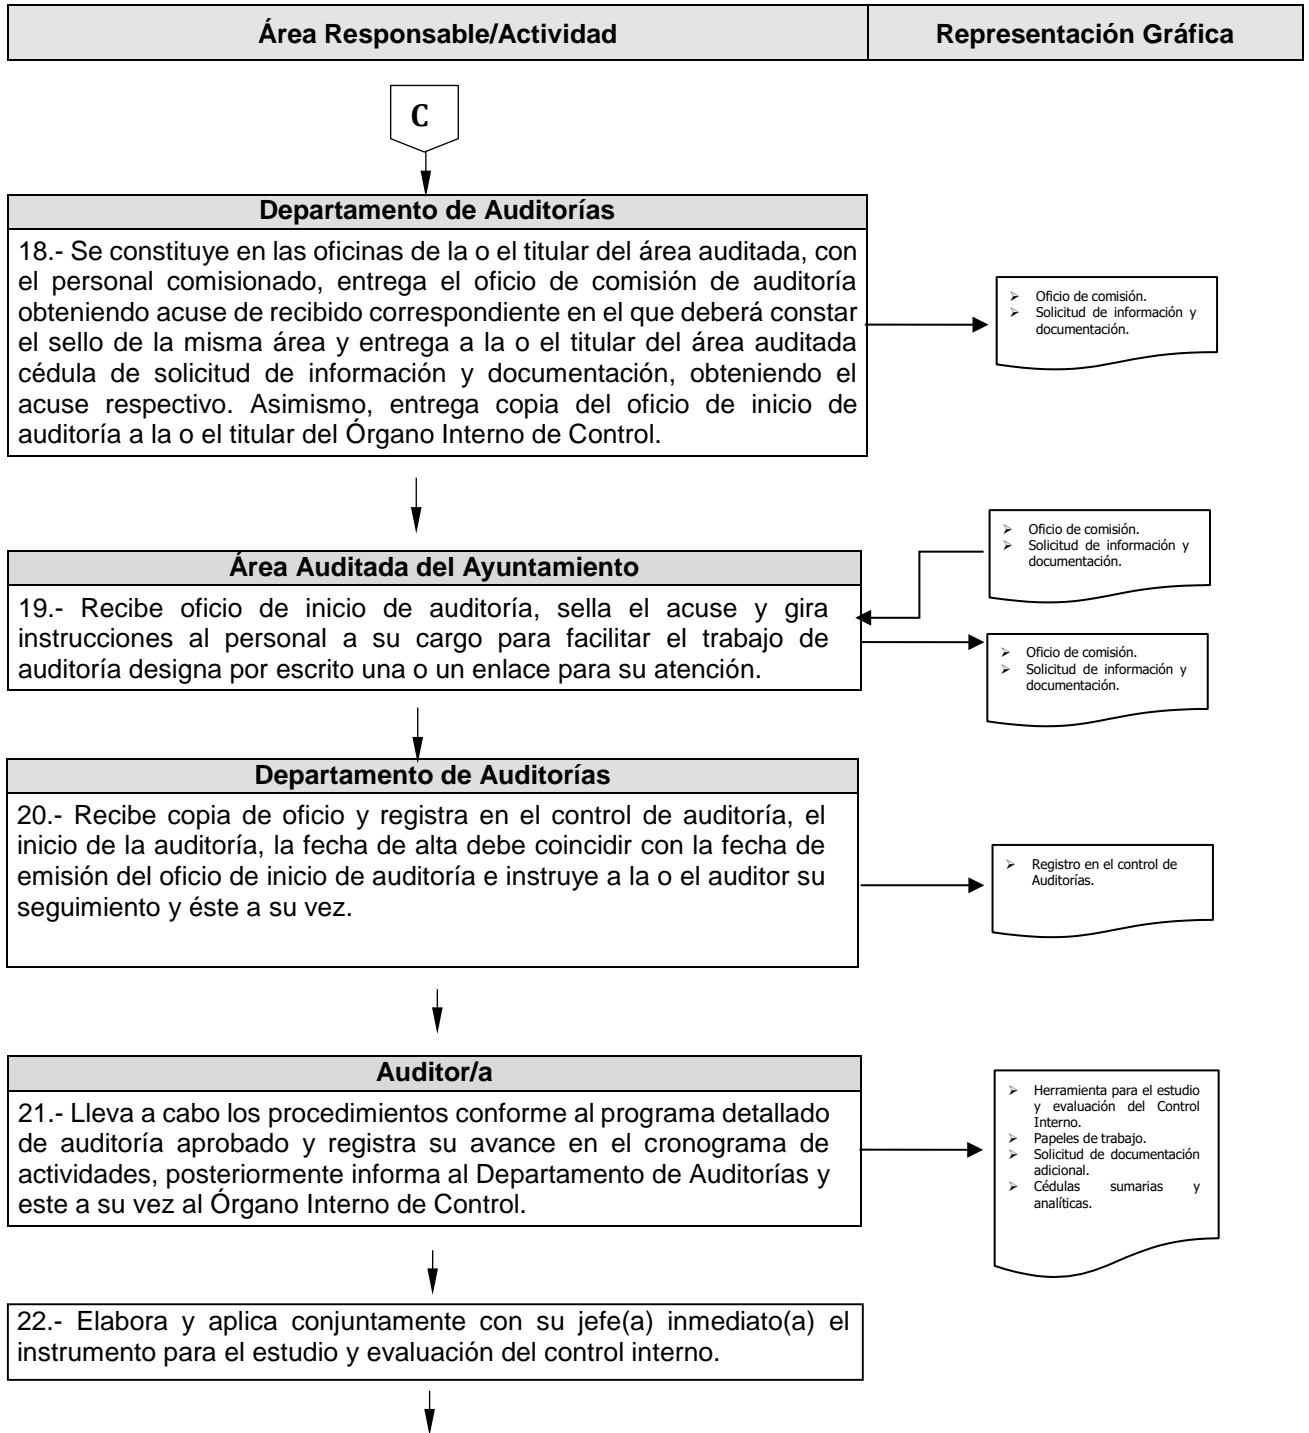 Área Responsable/Actividad
Representación Gráfica
C
Departamento de Auditorías
18.- Se constituye en las oficinas de la o el titular del área auditada, con
el personal comisionado, entrega el oficio de comisión de auditoría
obteniendo acuse de recibido correspondiente en el que deberá constar
el sello de la misma área y entrega a la o el titular del área auditada
cédula de solicitud de información y documentación, obteniendo el
acuse respectivo. Asimismo, entrega copia del oficio de inicio de
auditoría a la o el titular del Órgano Interno de Control.
➢ Oficio de comisión.
➢ Solicitud de información y
documentación.
Área Auditada del Ayuntamiento
19.- Recibe oficio de inicio de auditoría, sella el acuse y gira
instrucciones al personal a su cargo para facilitar el trabajo de
auditoría designa por escrito una o un enlace para su atención.
➢ Oficio de comisión.
➢ Solicitud de información y
documentación.
➢ Oficio de comisión.
➢ Solicitud de información y
documentación.
Departamento de Auditorías
20.- Recibe copia de oficio y registra en el control de auditoría, el
inicio de la auditoría, la fecha de alta debe coincidir con la fecha de
emisión del oficio de inicio de auditoría e instruye a la o el auditor su
seguimiento y éste a su vez.
➢ Registro en el control de
Auditorías.
Auditor/a
21.- Lleva a cabo los procedimientos conforme al programa detallado
de auditoría aprobado y registra su avance en el cronograma de
actividades, posteriormente informa al Departamento de Auditorías y
este a su vez al Órgano Interno de Control.
➢ Herramienta para el estudio
y evaluación del Control
Interno.
➢ Papeles de trabajo.
➢ Solicitud de documentación
adicional.
➢ Cédulas sumarias y
analíticas.
22.- Elabora y aplica conjuntamente con su jefe(a) inmediato(a) el
instrumento para el estudio y evaluación del control interno.